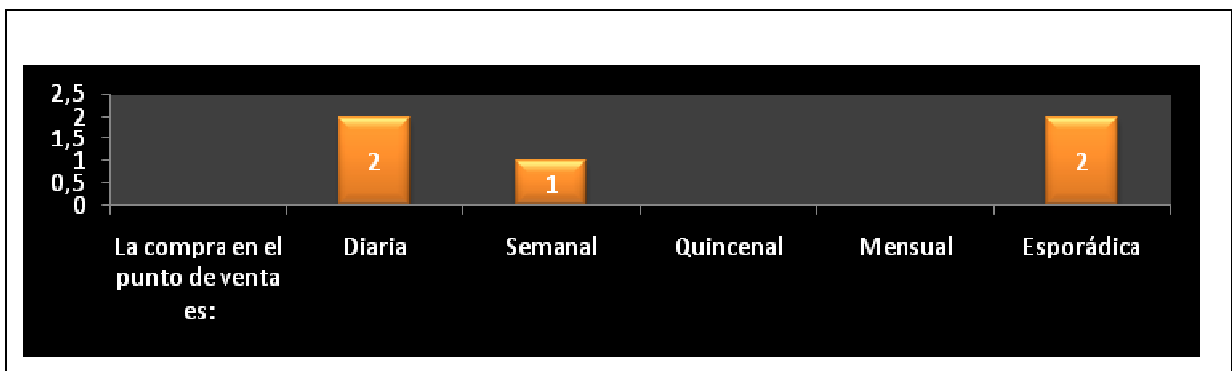 2,5
2
1,5
1
0,5
0
2
1
2
La compra en el
punto de venta
es:
Diaria
Semanal
Quincenal
Mensual
Esporádica